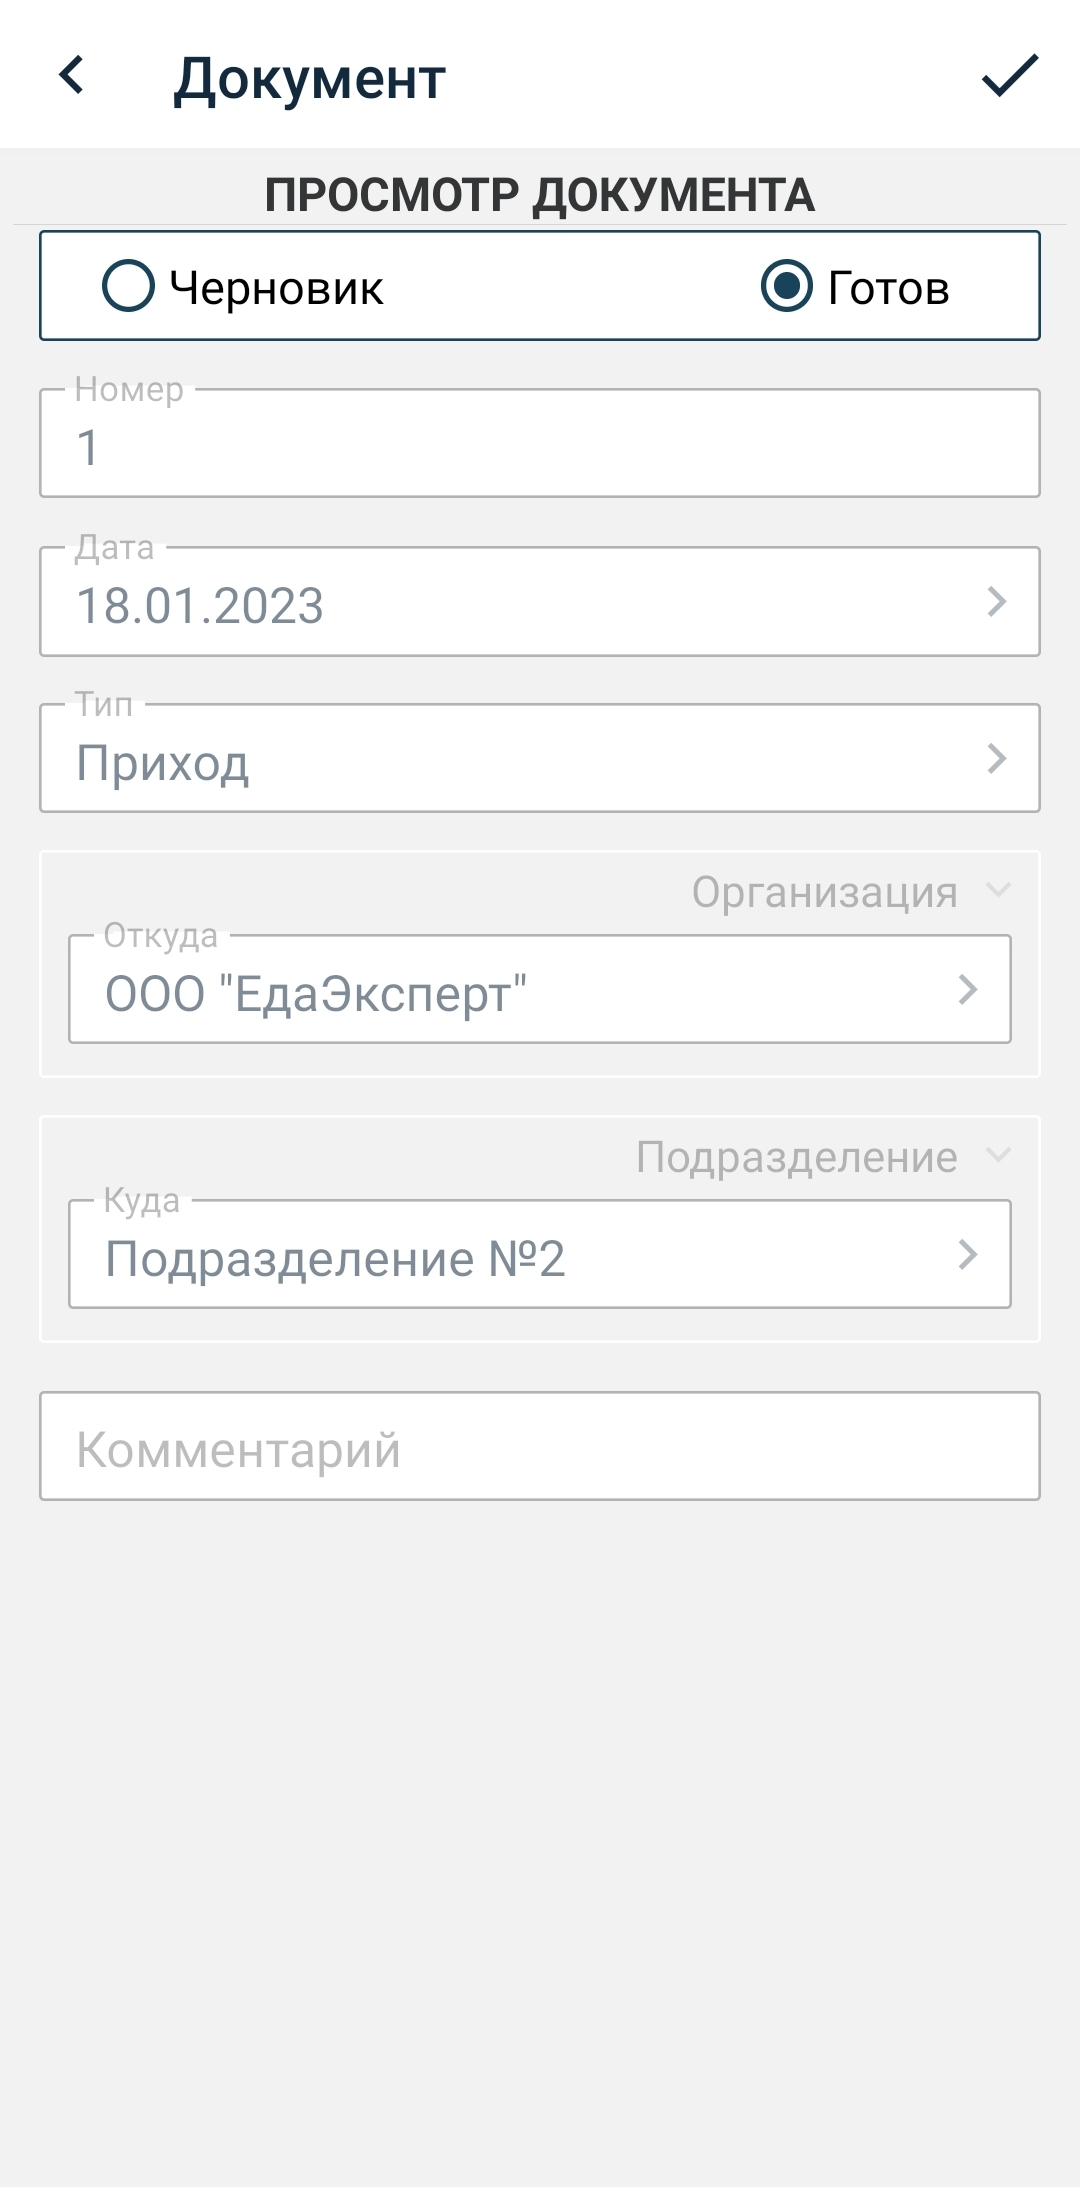 Документ
ПРОСМОТР ДОКУМЕНТА
Черновик Готов
Номер
1
Дата
18.01.2023
Тип
Приход
Организация
Откуда
ООО "ЕдаЭксперт"
Подразделение
Куда
Подразделение №2
Комментарий